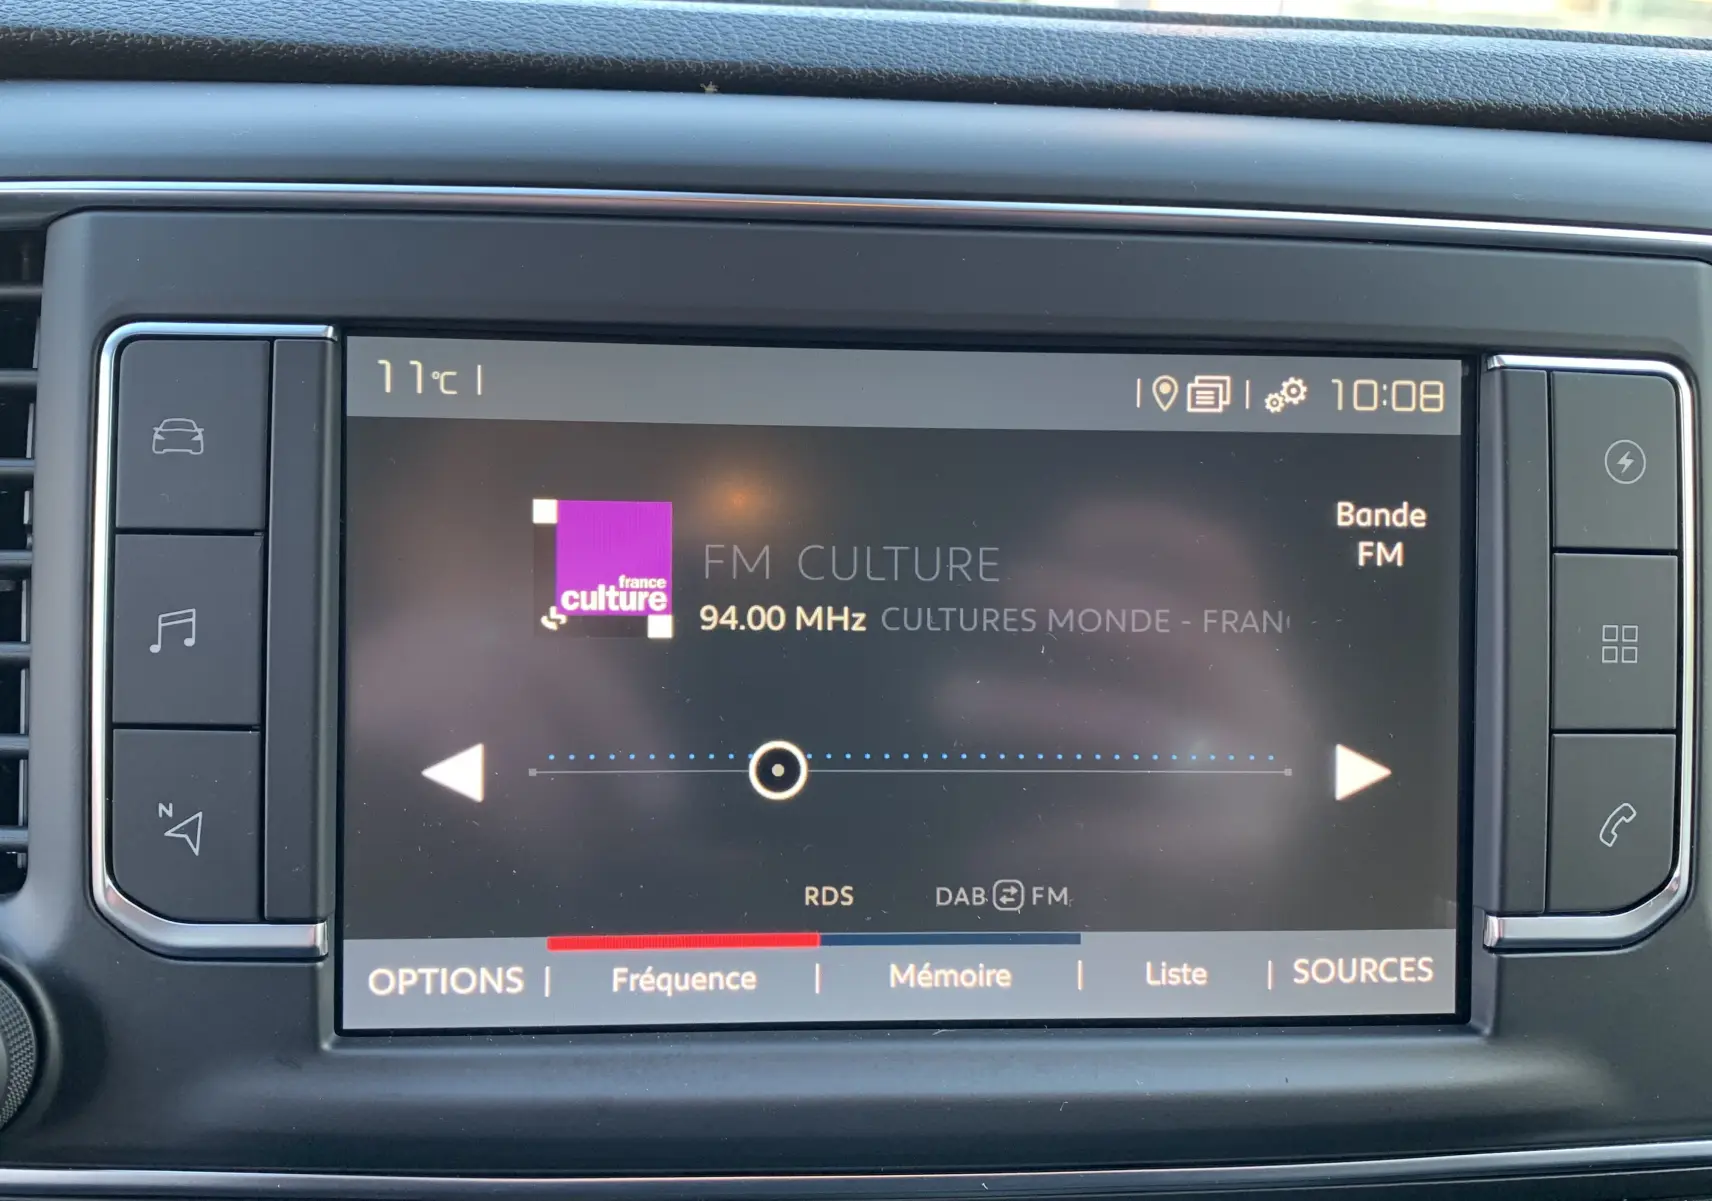 11°C
10:08
Bande
FM
france
culture
FM CULTURE
94.00 MHz CULTURES MONDE - FRAN
N
RDS DAB FM
OPTIONS | Fréquence | Mémoire | Liste | SOURCES